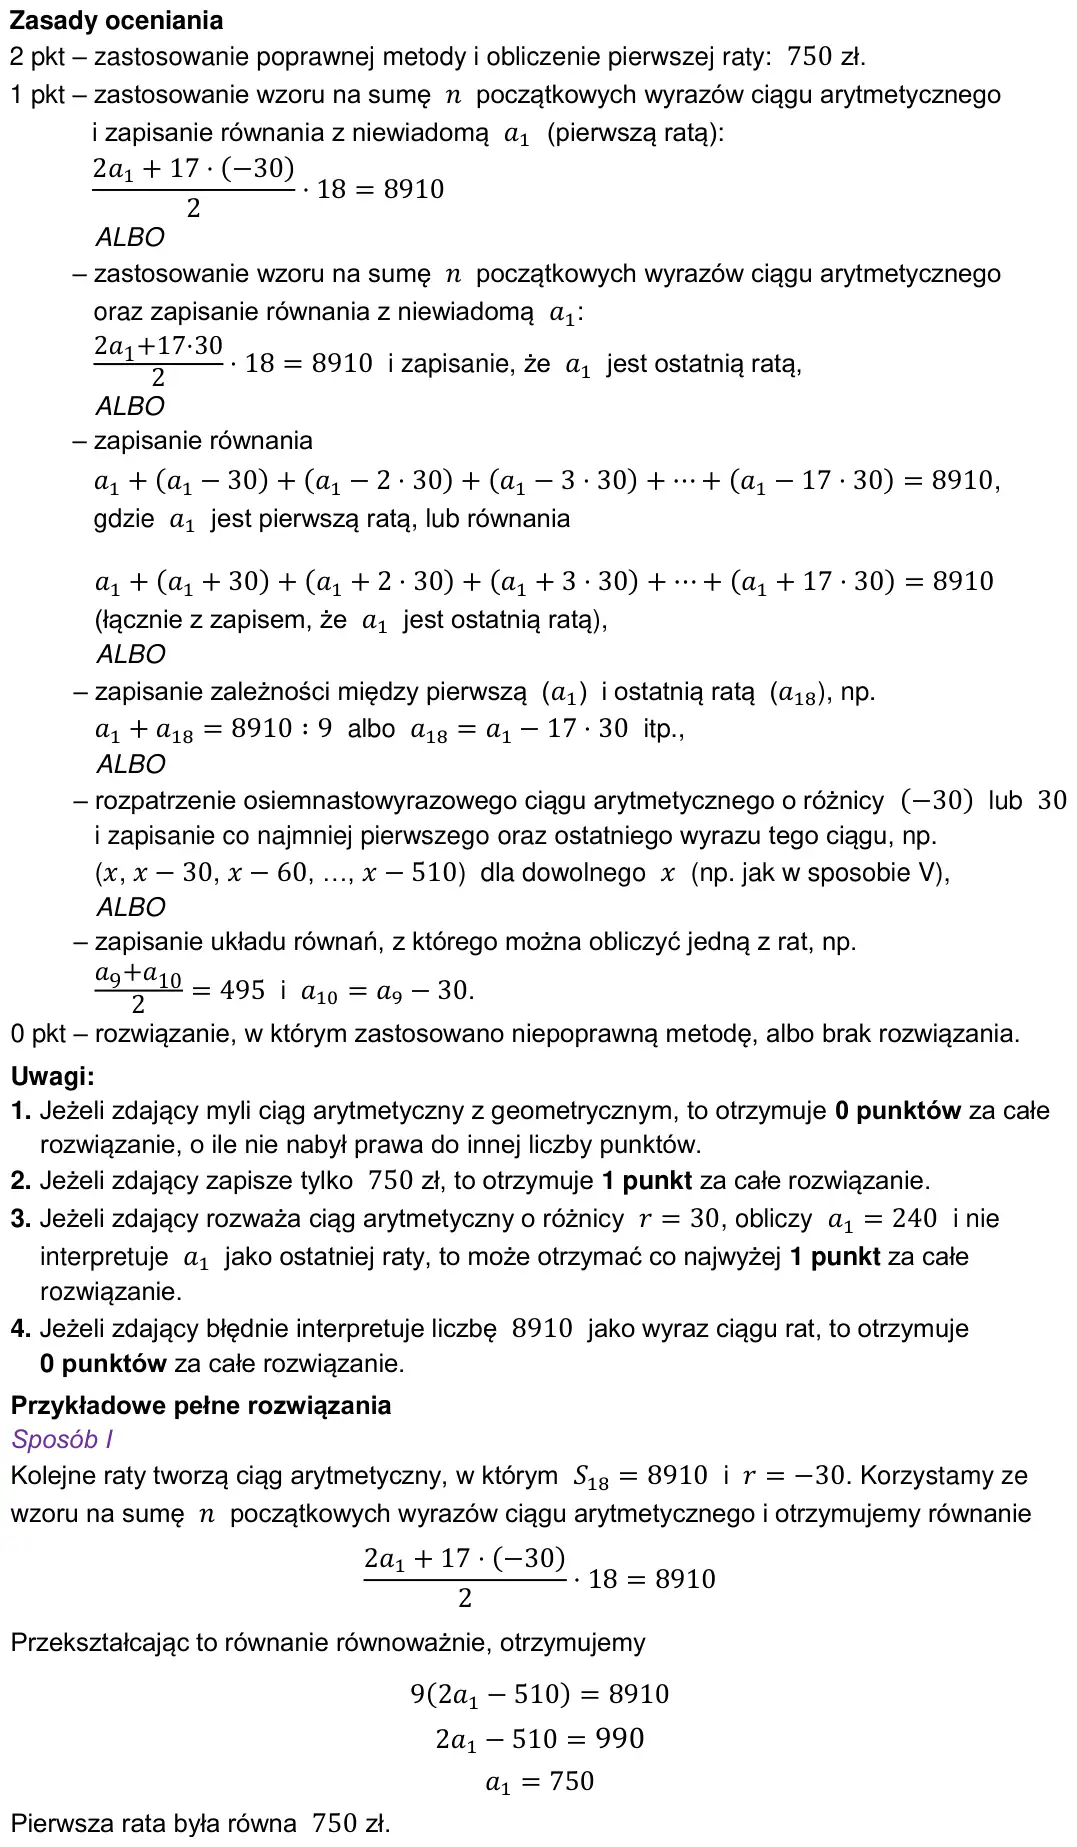 Zasady oceniania
2 pkt – zastosowanie poprawnej metody i obliczenie pierwszej raty: 750 zł.
1 pkt – zastosowanie wzoru na sumę n początkowych wyrazów ciągu arytmetycznego
i zapisanie równania z niewiadomą a₁ (pierwszą ratą):
(2a₁ + 17 · (−30))/2 · 18 = 8910
ALBO
– zastosowanie wzoru na sumę n początkowych wyrazów ciągu arytmetycznego
oraz zapisanie równania z niewiadomą a₁:
(2a₁+17·30)/2 · 18 = 8910 i zapisanie, że a₁ jest ostatnią ratą,
ALBO
– zapisanie równania
a₁ + (a₁ − 30) + (a₁ − 2 · 30) + (a₁ − 3 · 30) + ⋯ + (a₁ − 17 · 30) = 8910,
gdzie a₁ jest pierwszą ratą, lub równania
a₁ + (a₁ + 30) + (a₁ + 2 · 30) + (a₁ + 3 · 30) + ⋯ + (a₁ + 17 · 30) = 8910
(łącznie z zapisem, że a₁ jest ostatnią ratą),
ALBO
– zapisanie zależności między pierwszą (a₁) i ostatnią ratą (a₁₈), np.
a₁ + a₁₈ = 8910 : 9 albo a₁₈ = a₁ − 17 · 30 itp.,
ALBO
– rozpatrzenie osiemnastowyrazowego ciągu arytmetycznego o różnicy (−30) lub 30
i zapisanie co najmniej pierwszego oraz ostatniego wyrazu tego ciągu, np.
(x, x − 30, x − 60, …, x − 510) dla dowolnego x (np. jak w sposobie V),
ALBO
– zapisanie układu równań, z którego można obliczyć jedną z rat, np.
(a₉+a₁₀)/2 = 495 i a₁₀ = a₉ − 30.
0 pkt – rozwiązanie, w którym zastosowano niepoprawną metodę, albo brak rozwiązania.
Uwagi:
1. Jeżeli zdający myli ciąg arytmetyczny z geometrycznym, to otrzymuje 0 punktów za całe
rozwiązanie, o ile nie nabył prawa do innej liczby punktów.
2. Jeżeli zdający zapisze tylko 750 zł, to otrzymuje 1 punkt za całe rozwiązanie.
3. Jeżeli zdający rozważa ciąg arytmetyczny o różnicy r = 30, obliczy a₁ = 240 i nie
interpretuje a₁ jako ostatniej raty, to może otrzymać co najwyżej 1 punkt za całe
rozwiązanie.
4. Jeżeli zdający błędnie interpretuje liczbę 8910 jako wyraz ciągu rat, to otrzymuje
0 punktów za całe rozwiązanie.
Przykładowe pełne rozwiązania
Sposób I
Kolejne raty tworzą ciąg arytmetyczny, w którym S₁₈ = 8910 i r = −30. Korzystamy ze
wzoru na sumę n początkowych wyrazów ciągu arytmetycznego i otrzymujemy równanie
(2a₁ + 17 · (−30))/2 · 18 = 8910
Przekształcając to równanie równoważnie, otrzymujemy
9(2a₁ − 510) = 8910
2a₁ − 510 = 990
a₁ = 750
Pierwsza rata była równa 750 zł.